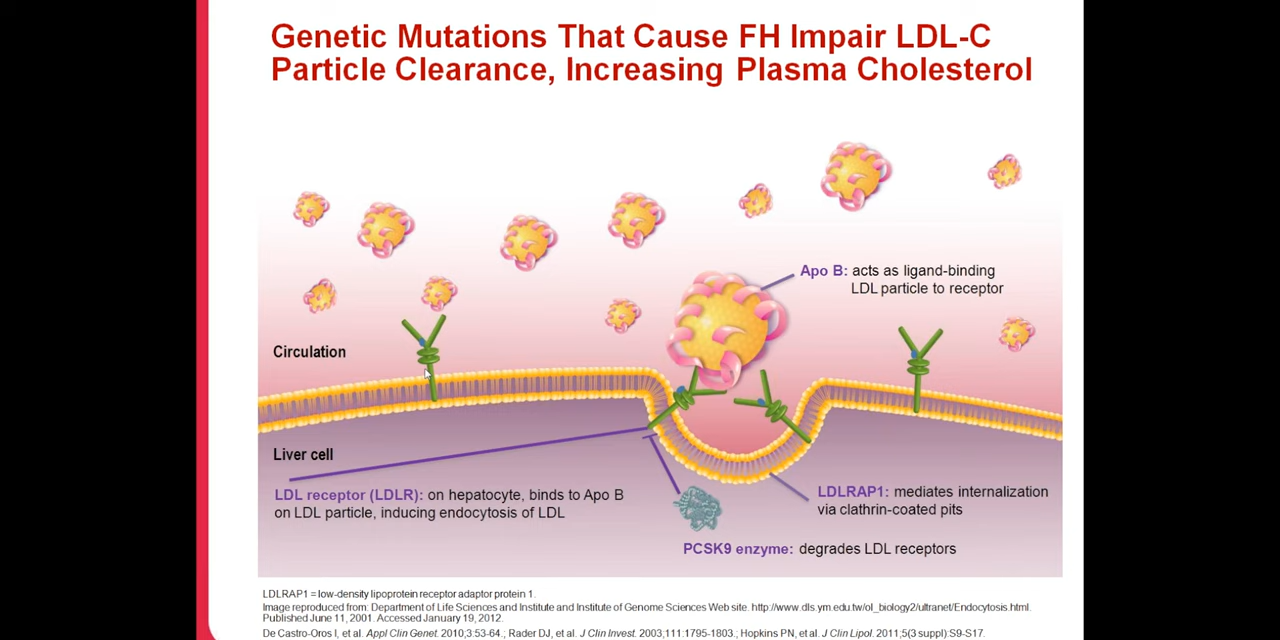 Genetic Mutations That Cause FH Impair LDL-C
Particle Clearance, Increasing Plasma Cholesterol
Apo B: acts as ligand-binding
LDL particle to receptor
Circulation
Liver cell
LDL receptor (LDLR): on hepatocyte, binds to Apo B
on LDL particle, inducing endocytosis of LDL
LDLRAP1: mediates internalization
via clathrin-coated pits
PCSK9 enzyme: degrades LDL receptors
LDLRAP1 = low-density lipoprotein receptor adaptor protein 1.
Image reproduced from: Department of Life Sciences and Institute and Institute of Genome Sciences Web site. http://www.dls.ym.edu.tw/ol_biology2/ultranet/Endocytosis.html.
Published June 11, 2001. Accessed January 19, 2012.
De Castro-Oros I, et al. Appl Clin Genet. 2010;3:53-64.; Rader DJ, et al. J Clin Invest. 2003;111:1795-1803.; Hopkins PN, et al. J Clin Lipol. 2011;5(3 suppl):S9-S17.